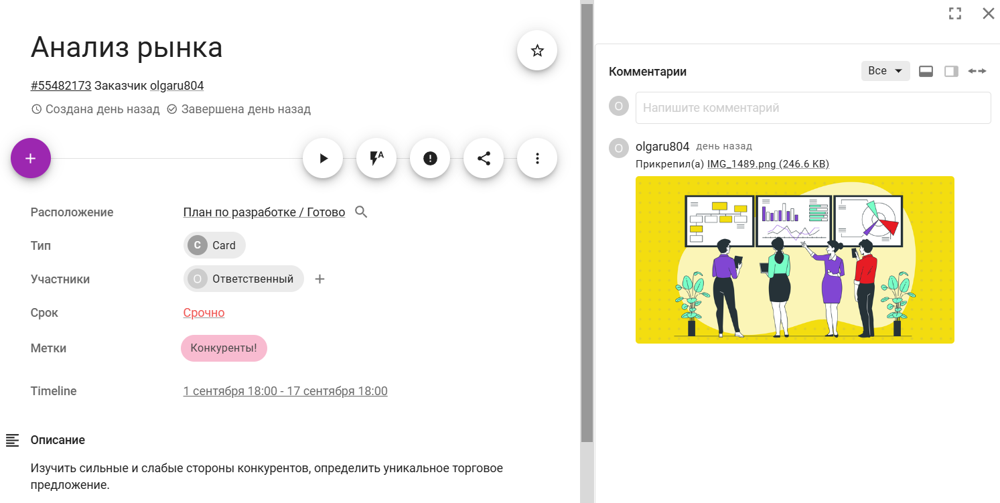 Анализ рынка
#55482173 Заказчик olgaru804
Создана день назад Завершена день назад
A
Расположение План по разработке / Готово
Тип C Card
Участники O Ответственный
Срок Срочно
Метки Конкуренты!
Timeline 1 сентября 18:00 - 17 сентября 18:00
Описание
Изучить сильные и слабые стороны конкурентов, определить уникальное торговое
предложение.
Комментарии Все
O Напишите комментарий
O olgaru804 день назад
Прикрепил(а) IMG_1489.png (246.6 KB)